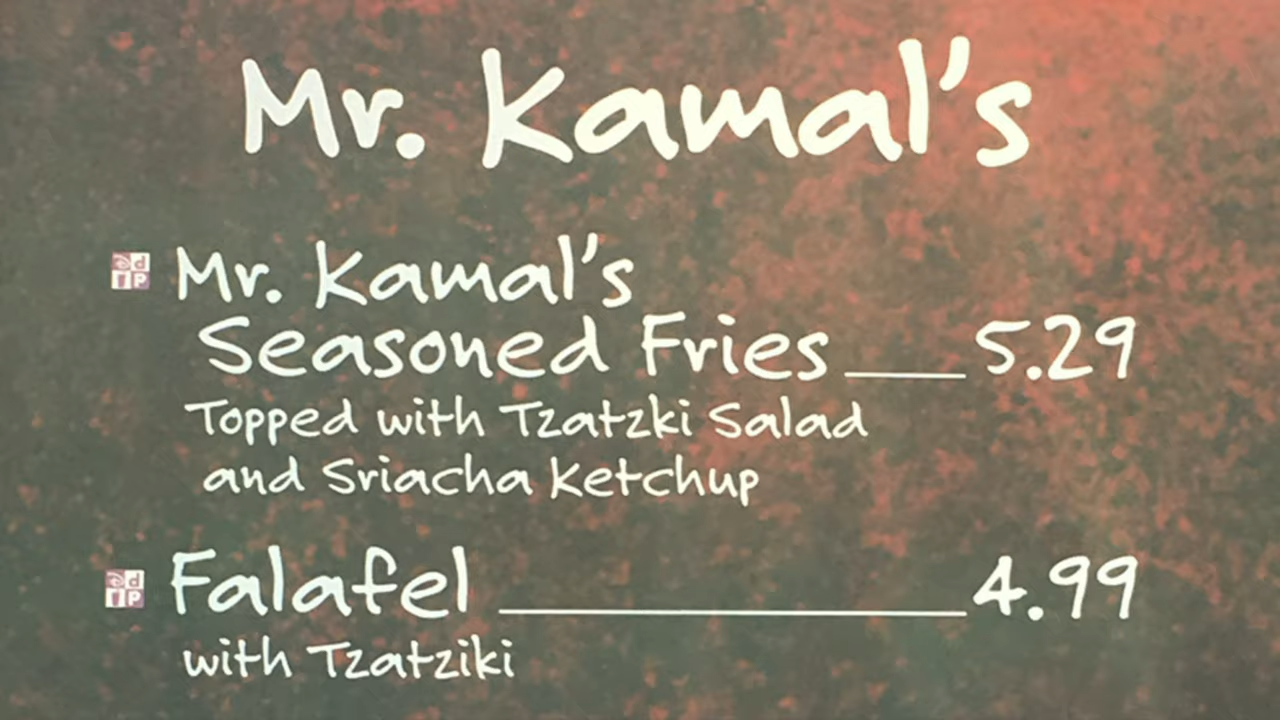 Mr. Kamal's
Mr. Kamal's
Seasoned Fries 5.29
Topped with Tzatzki Salad
and Sriacha Ketchup
Falafel 4.99
with Tzatziki